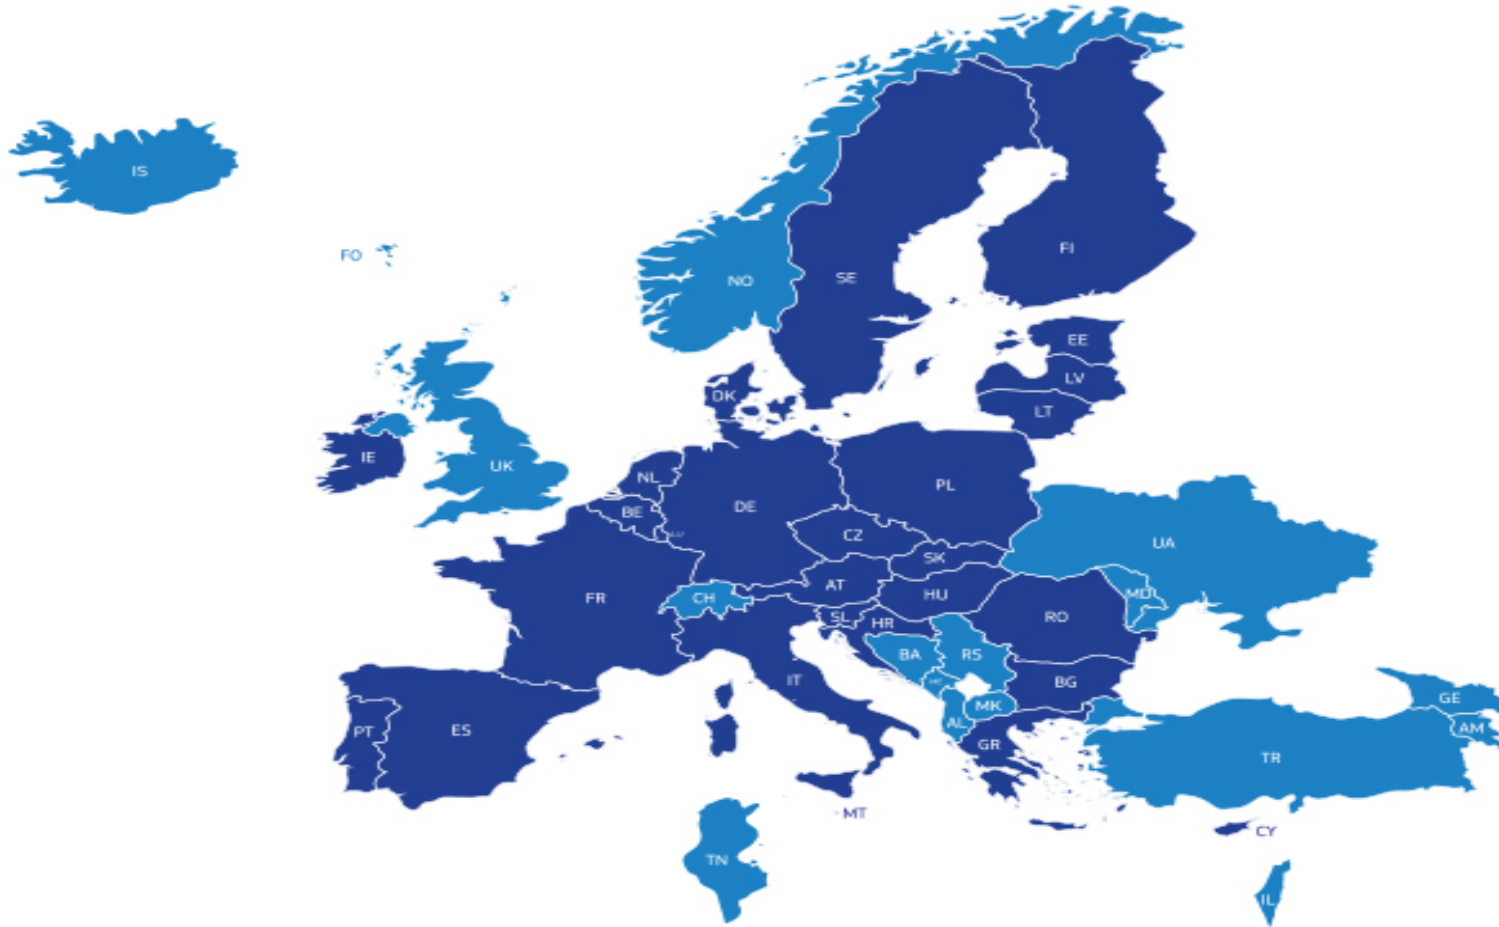 IS
FO
NO
SE
FI
EE
LV
LT
DK
IE
UK
NL
BE
DE
PL
CZ
SK
UA
FR
CH
AT
HU
MD
RO
SL
HR
BA
RS
IT
BG
MK
AL
GE
AM
PT
ES
GR
TR
MT
CY
TN
IL